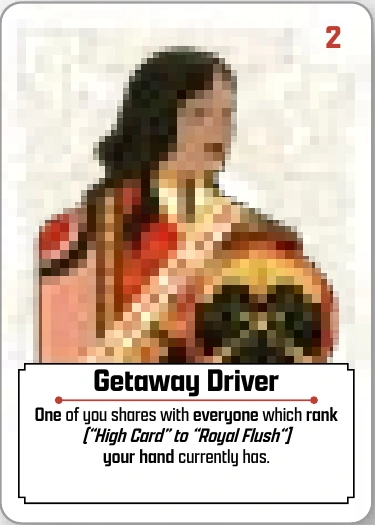 2
Getaway Driver
One of you shares with everyone which rank
["High Card" to "Royal Flush“]
your hand currently has.